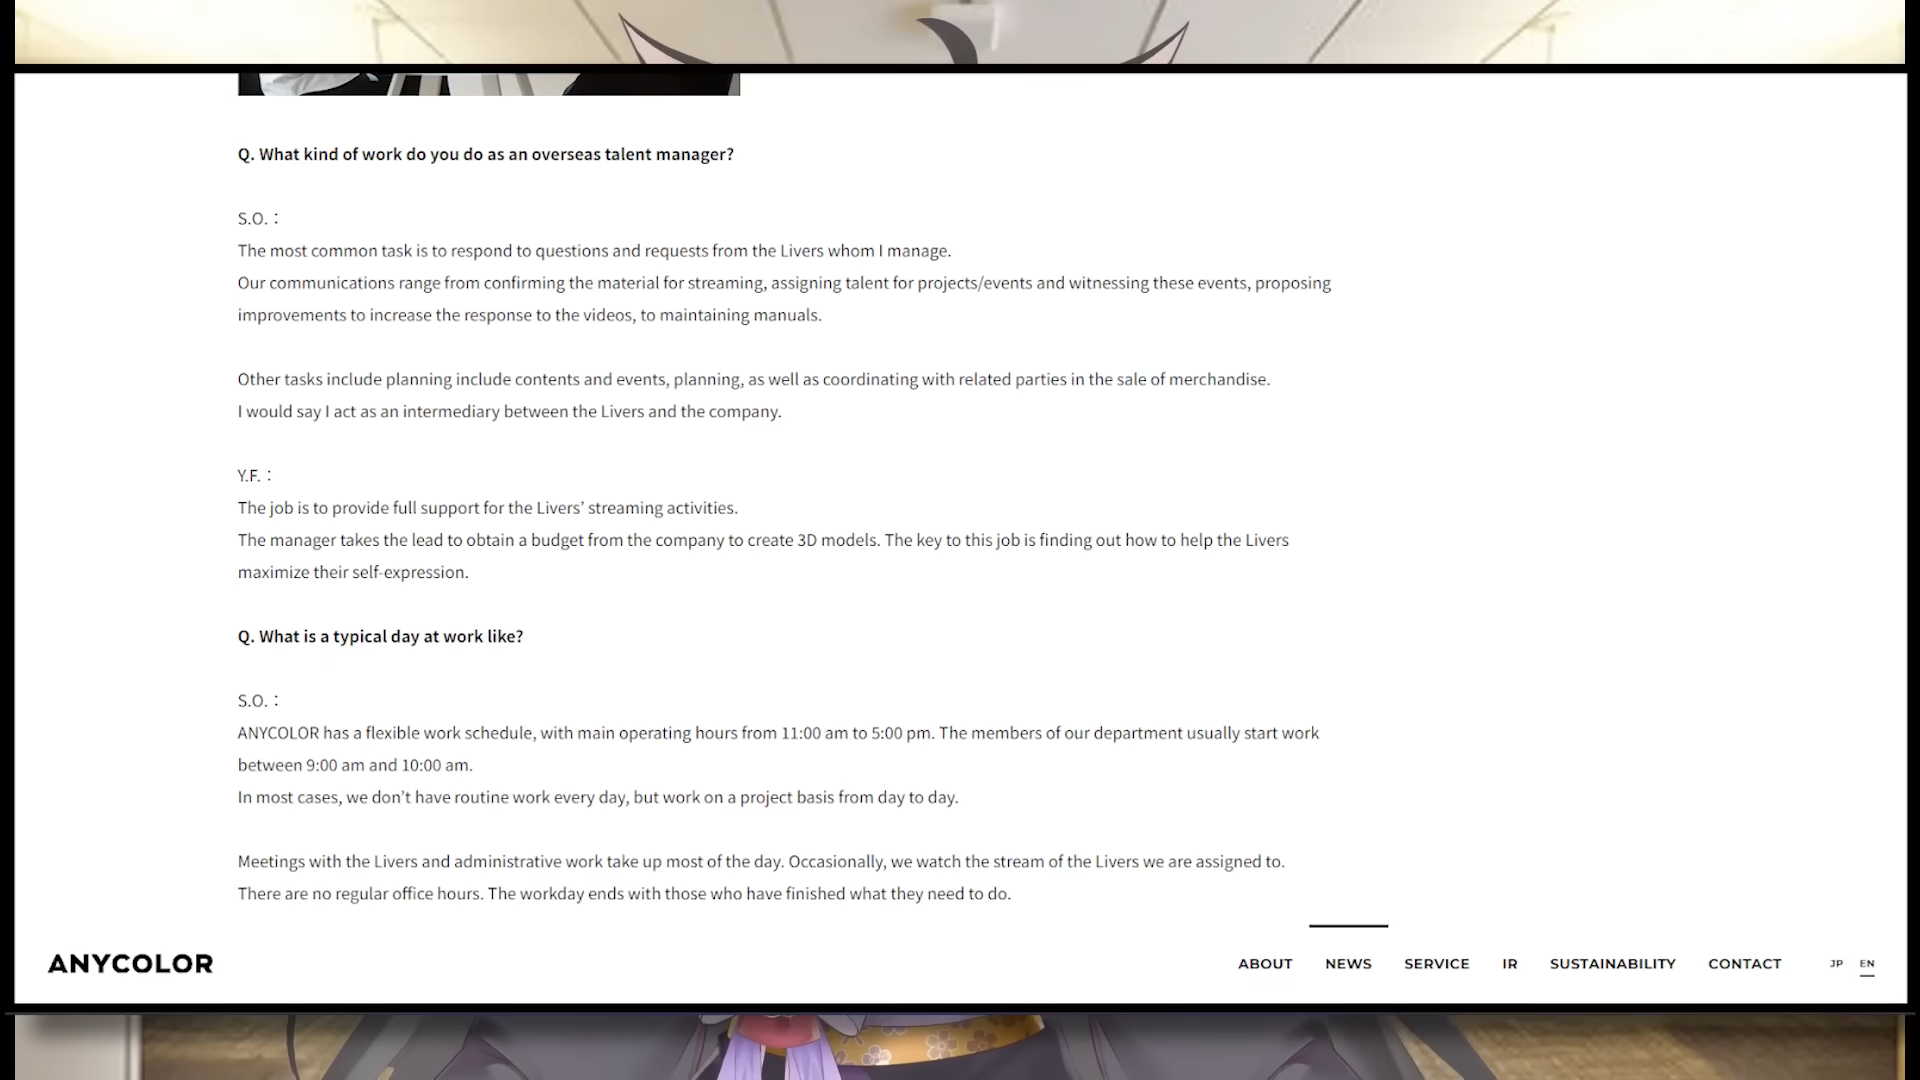 Q. What kind of work do you do as an overseas talent manager?
S.O.：
The most common task is to respond to questions and requests from the Livers whom I manage.
Our communications range from confirming the material for streaming, assigning talent for projects/events and witnessing these events, proposing
improvements to increase the response to the videos, to maintaining manuals.
Other tasks include planning include contents and events, planning, as well as coordinating with related parties in the sale of merchandise.
I would say I act as an intermediary between the Livers and the company.
Y.F.：
The job is to provide full support for the Livers’ streaming activities.
The manager takes the lead to obtain a budget from the company to create 3D models. The key to this job is finding out how to help the Livers
maximize their self-expression.
Q. What is a typical day at work like?
S.O.：
ANYCOLOR has a flexible work schedule, with main operating hours from 11:00 am to 5:00 pm. The members of our department usually start work
between 9:00 am and 10:00 am.
In most cases, we don’t have routine work every day, but work on a project basis from day to day.
Meetings with the Livers and administrative work take up most of the day. Occasionally, we watch the stream of the Livers we are assigned to.
There are no regular office hours. The workday ends with those who have finished what they need to do.
ANYCOLOR ABOUT NEWS SERVICE IR SUSTAINABILITY CONTACT JP EN